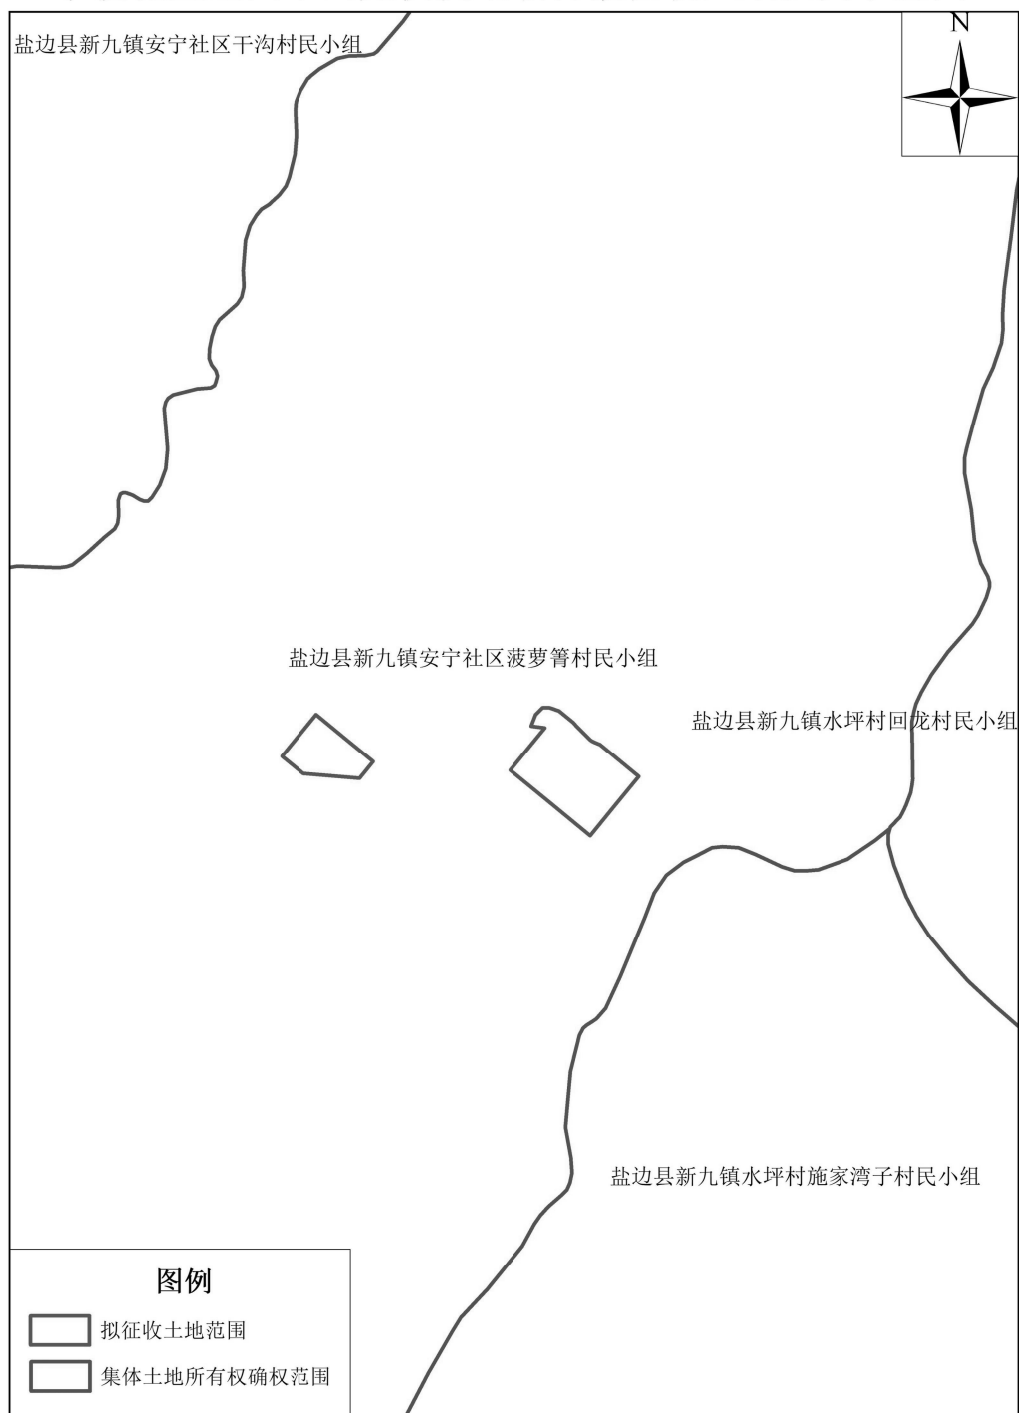 盐边县新九镇安宁社区干沟村民小组
N
盐边县新九镇安宁社区菠萝箐村民小组
盐边县新九镇水坪村回龙村民小组
盐边县新九镇水坪村施家湾子村民小组
图例
拟征收土地范围
集体土地所有权确权范围